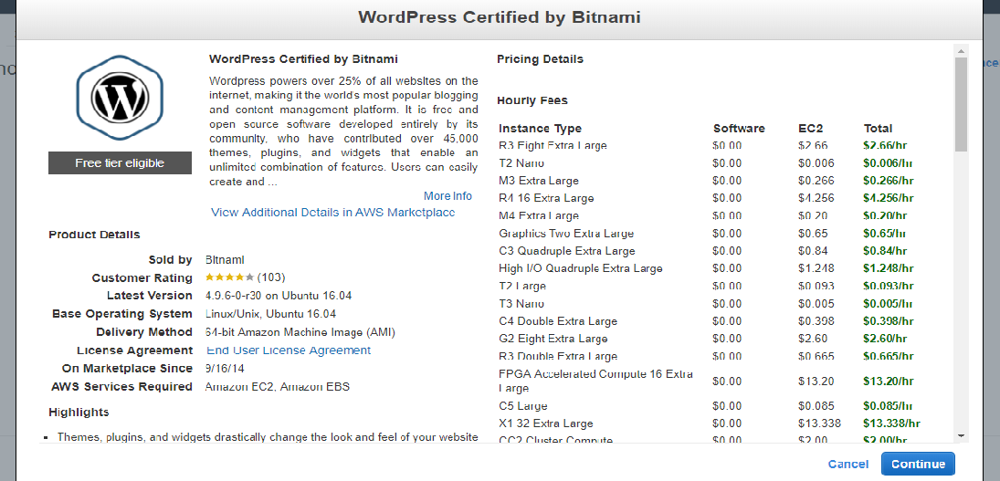 WordPress Certified by Bitnami
Free tier eligible
WordPress Certified by Bitnami
Wordpress powers over 25% of all websites on the
internet, making it the world's most popular blogging
and content management platform. It is free and
open source software developed entirely by its
community, who have contributed over 45,000
themes, plugins, and widgets that enable an
unlimited combination of features. Users can easily
create and ...
More Info
View Additional Details in AWS Marketplace
Product Details
Sold by Bitnami
Customer Rating (103)
Latest Version 4.9.6-0-r30 on Ubuntu 16.04
Base Operating System Linux/Unix, Ubuntu 16.04
Delivery Method 64-bit Amazon Machine Image (AMI)
License Agreement End User License Agreement
On Marketplace Since 9/16/14
AWS Services Required Amazon EC2, Amazon EBS
Highlights
▪ Themes, plugins, and widgets drastically change the look and feel of your website
Pricing Details
Hourly Fees
Instance Type Software EC2 Total
R3 Eight Extra Large $0.00 $2.66 $2.66/hr
T2 Nano $0.00 $0.006 $0.006/hr
M3 Extra Large $0.00 $0.266 $0.266/hr
R4 16 Extra Large $0.00 $4.256 $4.256/hr
M4 Extra Large $0.00 $0.20 $0.20/hr
Graphics Two Extra Large $0.00 $0.65 $0.65/hr
C3 Quadruple Extra Large $0.00 $0.84 $0.84/hr
High I/O Quadruple Extra Large $0.00 $1.248 $1.248/hr
T2 Large $0.00 $0.093 $0.093/hr
T3 Nano $0.00 $0.005 $0.005/hr
C4 Double Extra Large $0.00 $0.398 $0.398/hr
G2 Eight Extra Large $0.00 $2.60 $2.60/hr
R3 Double Extra Large $0.00 $0.665 $0.665/hr
FPGA Accelerated Compute 16 Extra
Large $0.00 $13.20 $13.20/hr
C5 Large $0.00 $0.085 $0.085/hr
X1 32 Extra Large $0.00 $13.338 $13.338/hr
CC2 Cluster Compute $0.00 $2.00 $2.00/hr
Cancel Continue